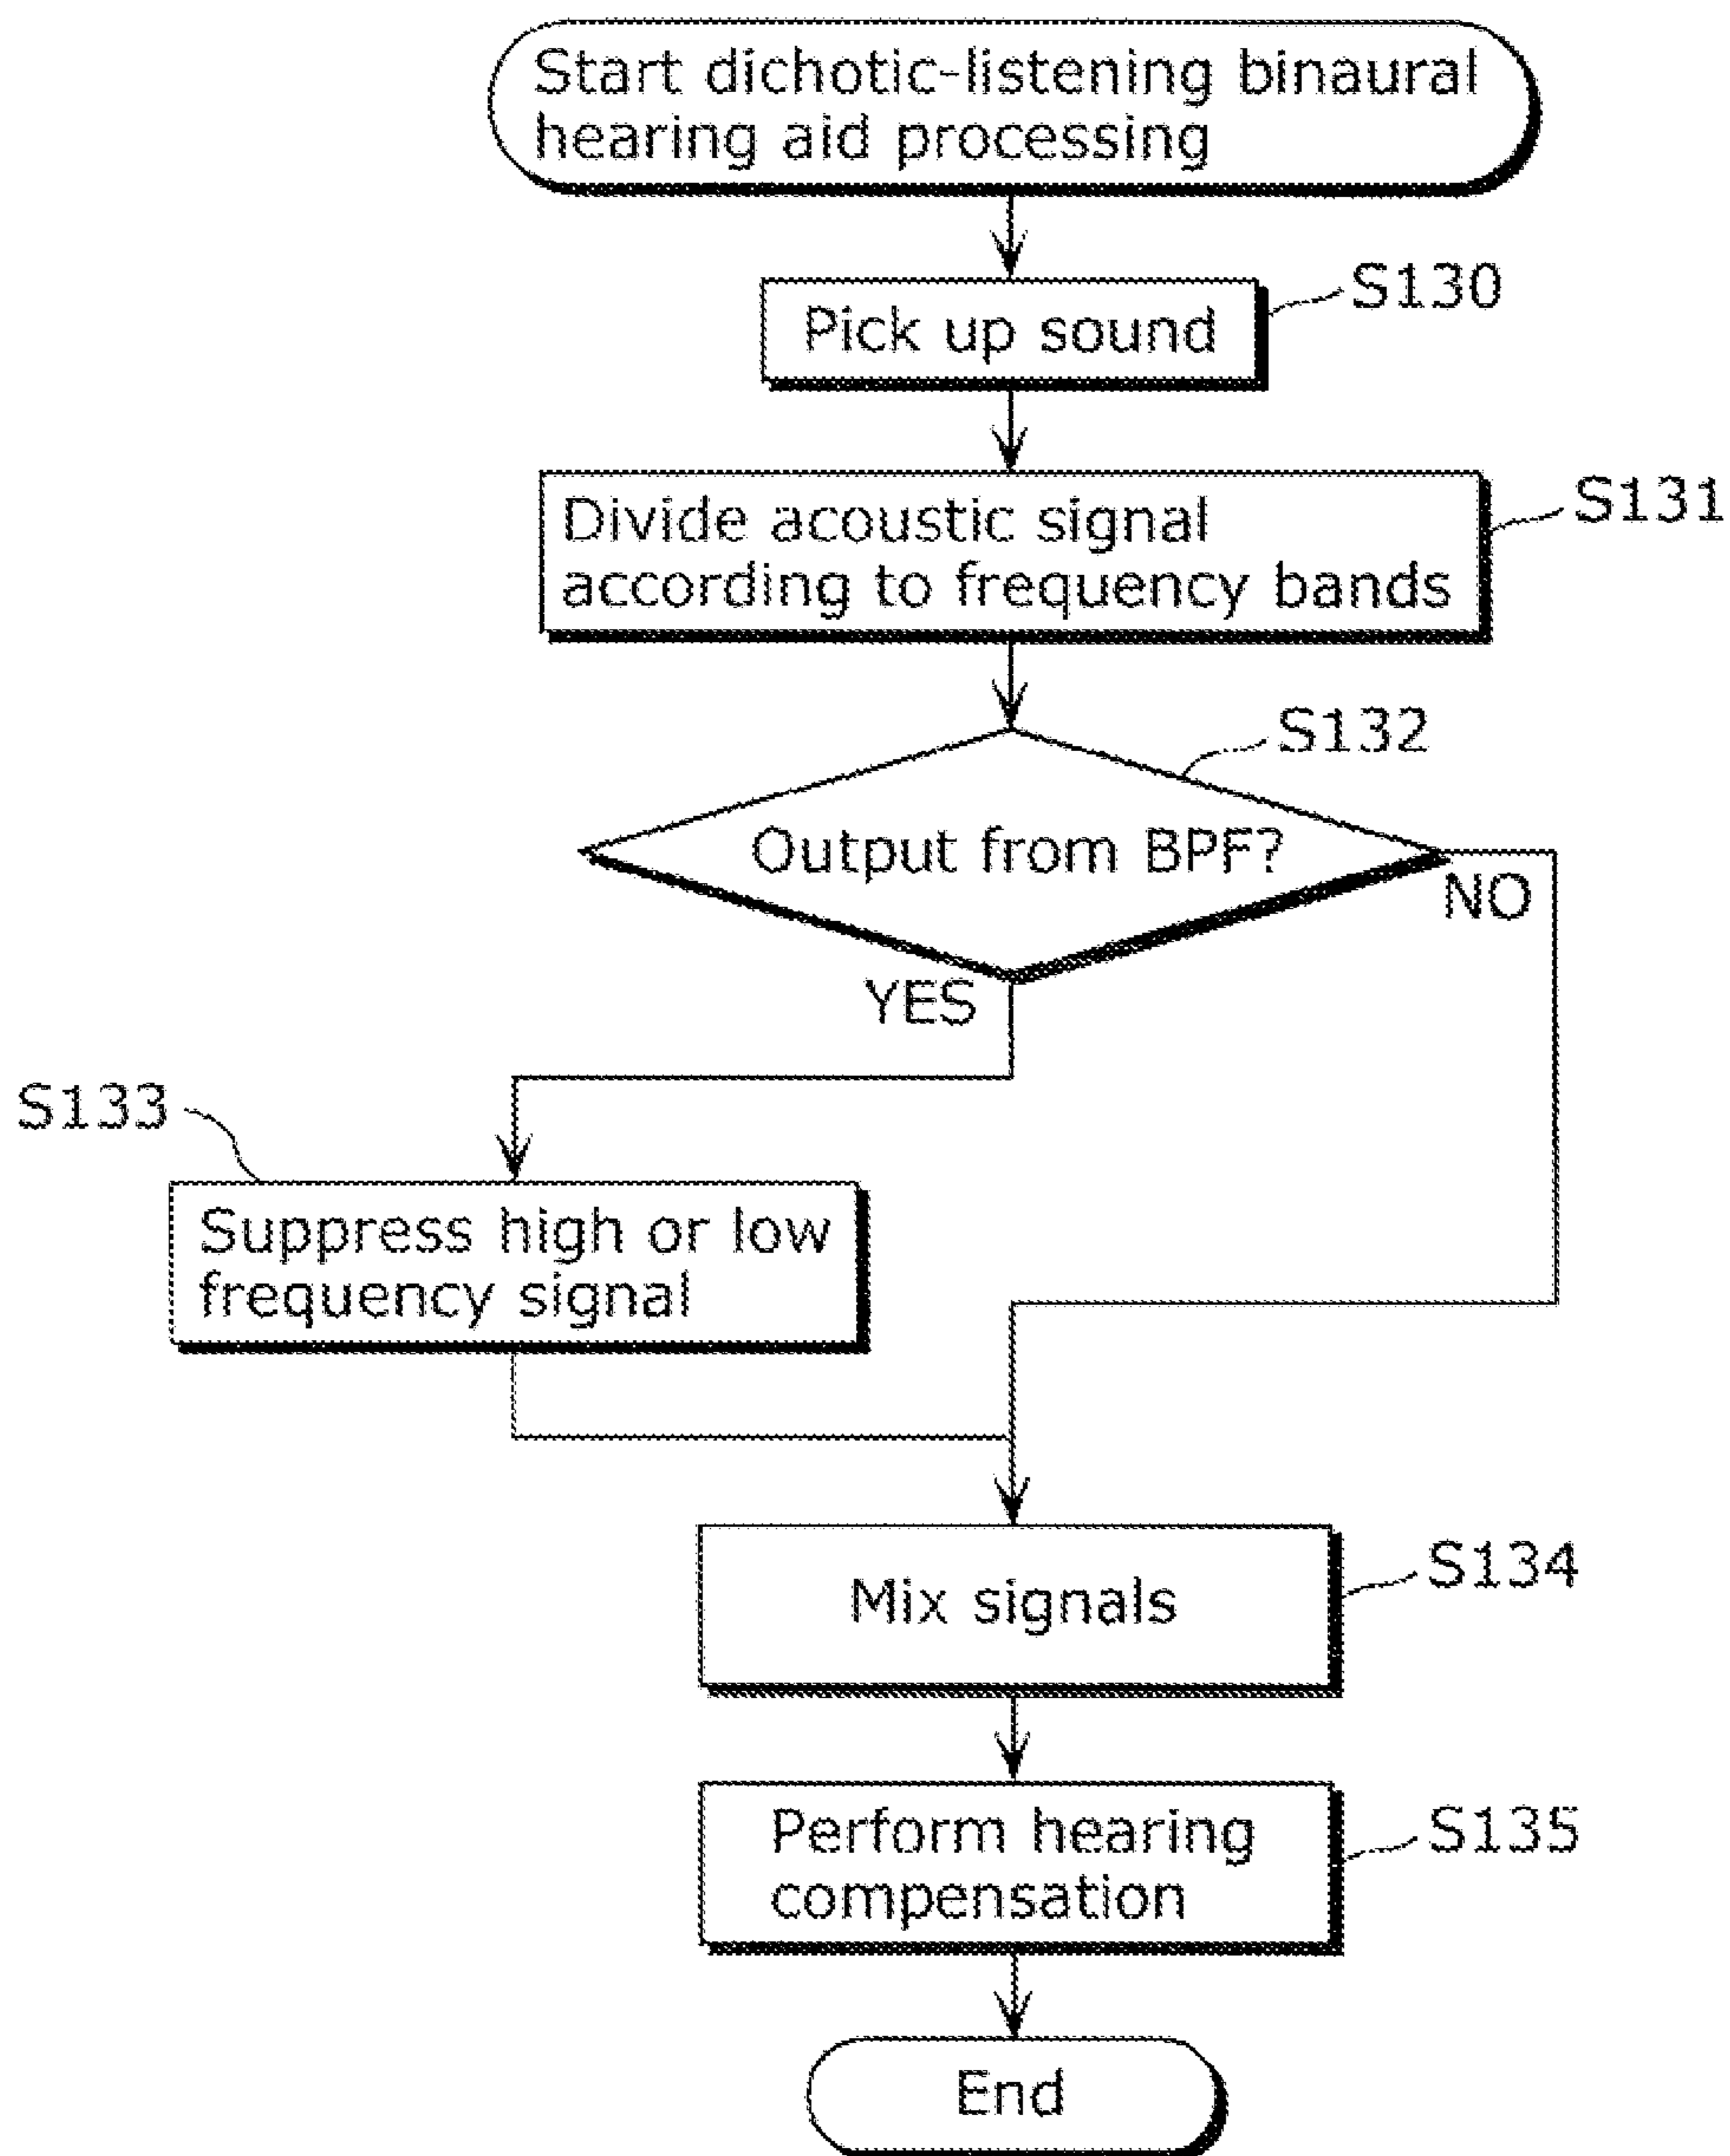 Start dichotic-listening binaural
hearing aid processing
S130
Pick up sound
S131
Divide acoustic signal
according to frequency bands
S132
Output from BPF?
NO
YES
S133
Suppress high or low
frequency signal
S134
Mix signals
S135
Perform hearing
compensation
End